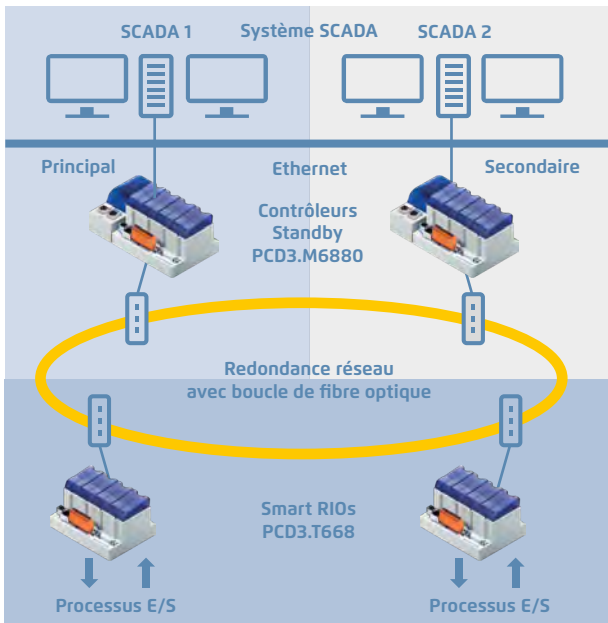 SCADA 1
Système SCADA
SCADA 2
Principal
Ethernet
Secondaire
Contrôleurs
Standby
PCD3.M6880
Redondance réseau
avec boucle de fibre optique
Smart RIOs
PCD3.T668
Processus E/S
Processus E/S